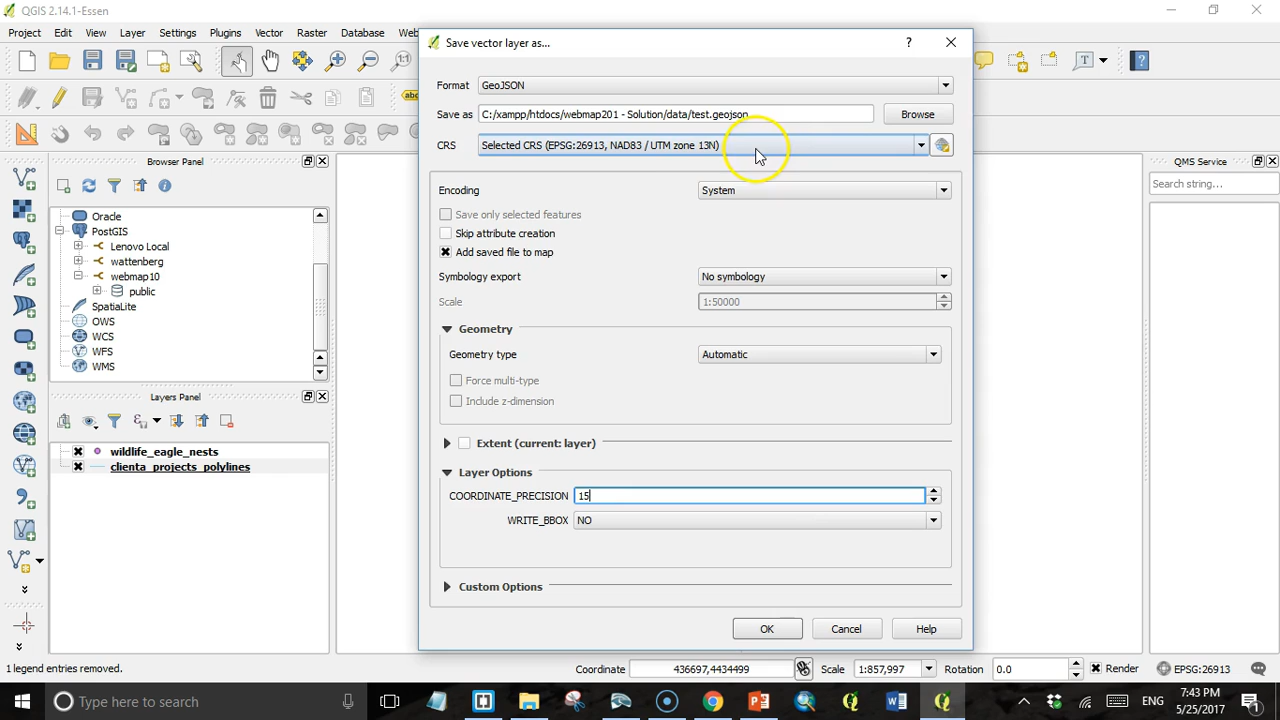 QGIS 2.14.1-Essen
Project Edit View Layer Settings Plugins Vector Raster Database Web
Save vector layer as...
?
Format GeoJSON
Save as C:/xampp/htdocs/webmap201 - Solution/data/test.geojson Browse
CRS Selected CRS (EPSG:26913, NAD83 / UTM zone 13N)
Encoding System
Save only selected features
Skip attribute creation
Add saved file to map
Symbology export No symbology
Scale 1:50000
Geometry
Geometry type Automatic
Force multi-type
Include z-dimension
Extent (current: layer)
Layer Options
COORDINATE_PRECISION 15
WRITE_BBOX NO
Custom Options
OK Cancel Help
Browser Panel
Oracle
PostGIS
Lenovo Local
wattenberg
webmap10
public
SpatiaLite
OWS
WCS
WFS
WMS
Layers Panel
wildlife_eagle_nests
clienta_projects_polylines
QMS Service
Search string...
1 legend entries removed.
Coordinate 436697,4434499 Scale 1:857,997 Rotation 0.0 Render EPSG:26913
Type here to search
ENG
7:43 PM
5/25/2017